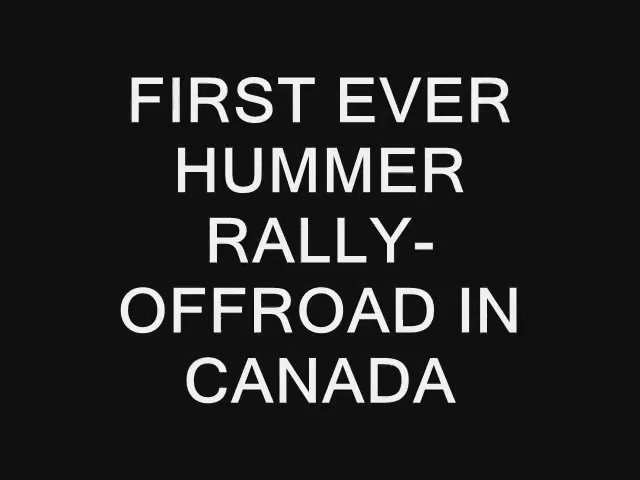 FIRST EVER
HUMMER
RALLY-
OFFROAD IN
CANADA